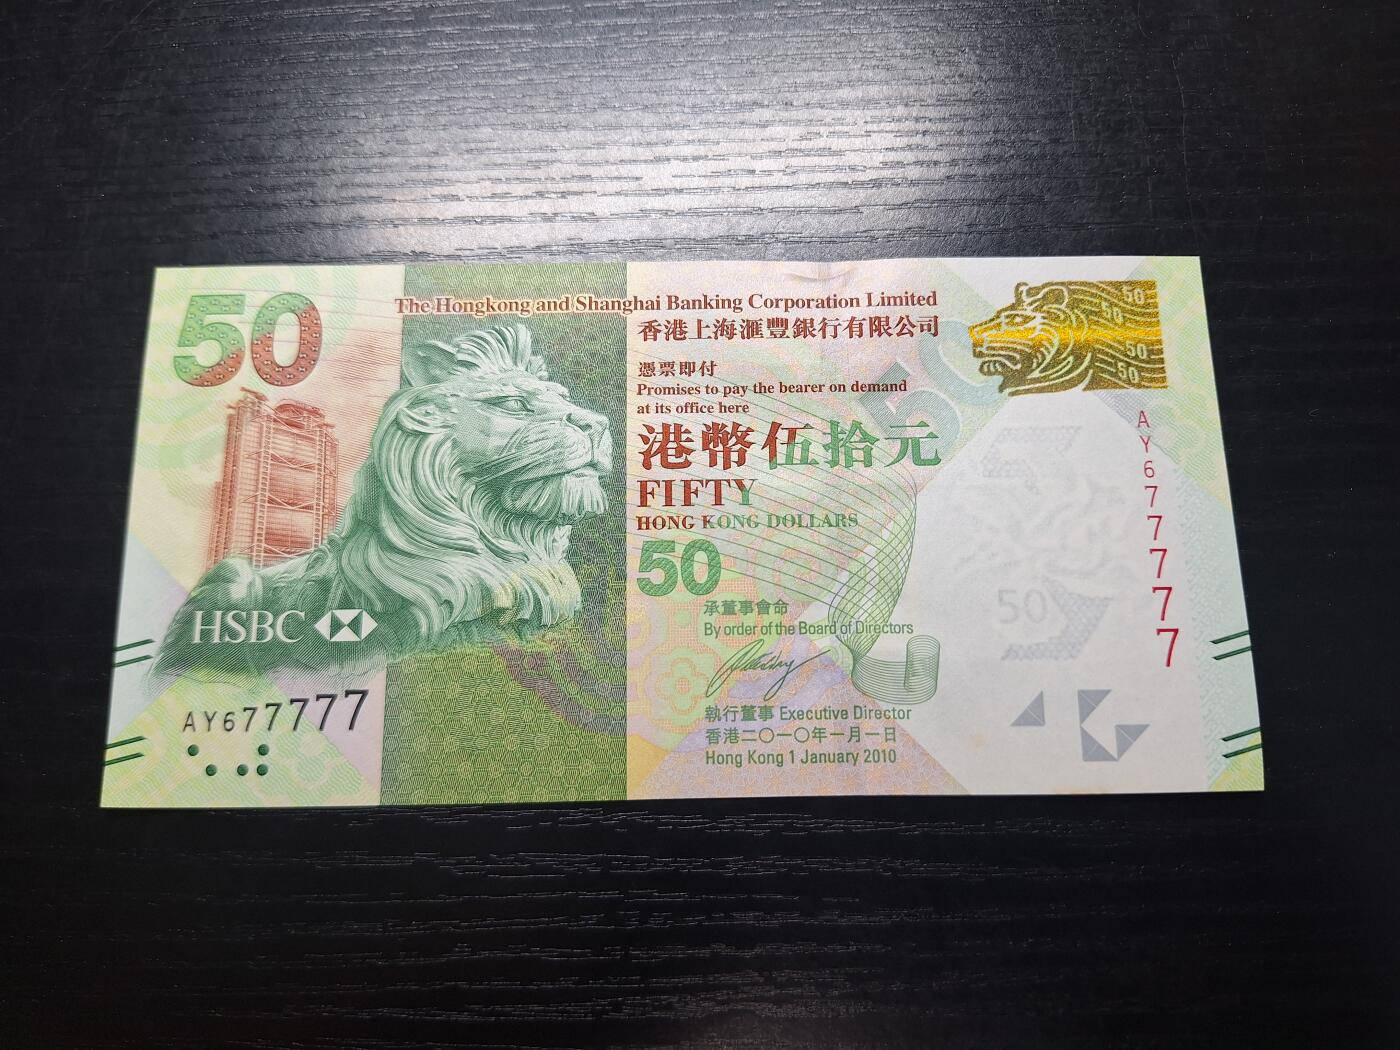 50
The Hongkong and Shanghai Banking Corporation Limited
香港上海滙豐銀行有限公司
憑票即付
Promises to pay the bearer on demand
at its office here
港幣伍拾元
FIFTY
HONG KONG DOLLARS
50
承董事會命
By order of the Board of Directors
執行董事 Executive Director
香港二〇一〇年一月一日
Hong Kong 1 January 2010
HSBC
AY677777
50
50
50
50
AY677777
50
50